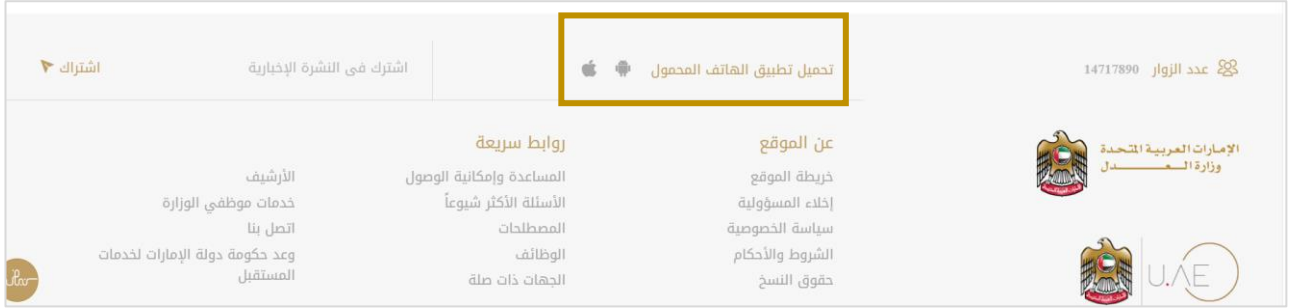 عدد الزوار 14717890
تحميل تطبيق الهاتف المحمول
اشترك فى النشرة الإخبارية
اشتراك
الإمارات العربية المتحدة
وزارة العدل
U.AE
عن الموقع
خريطة الموقع
إخلاء المسؤولية
سياسة الخصوصية
الشروط والأحكام
حقوق النسخ
روابط سريعة
المساعدة وإمكانية الوصول
الأسئلة الأكثر شيوعاً
المصطلحات
الوظائف
الجهات ذات صلة
الأرشيف
خدمات موظفي الوزارة
اتصل بنا
وعد حكومة دولة الإمارات لخدمات
المستقبل